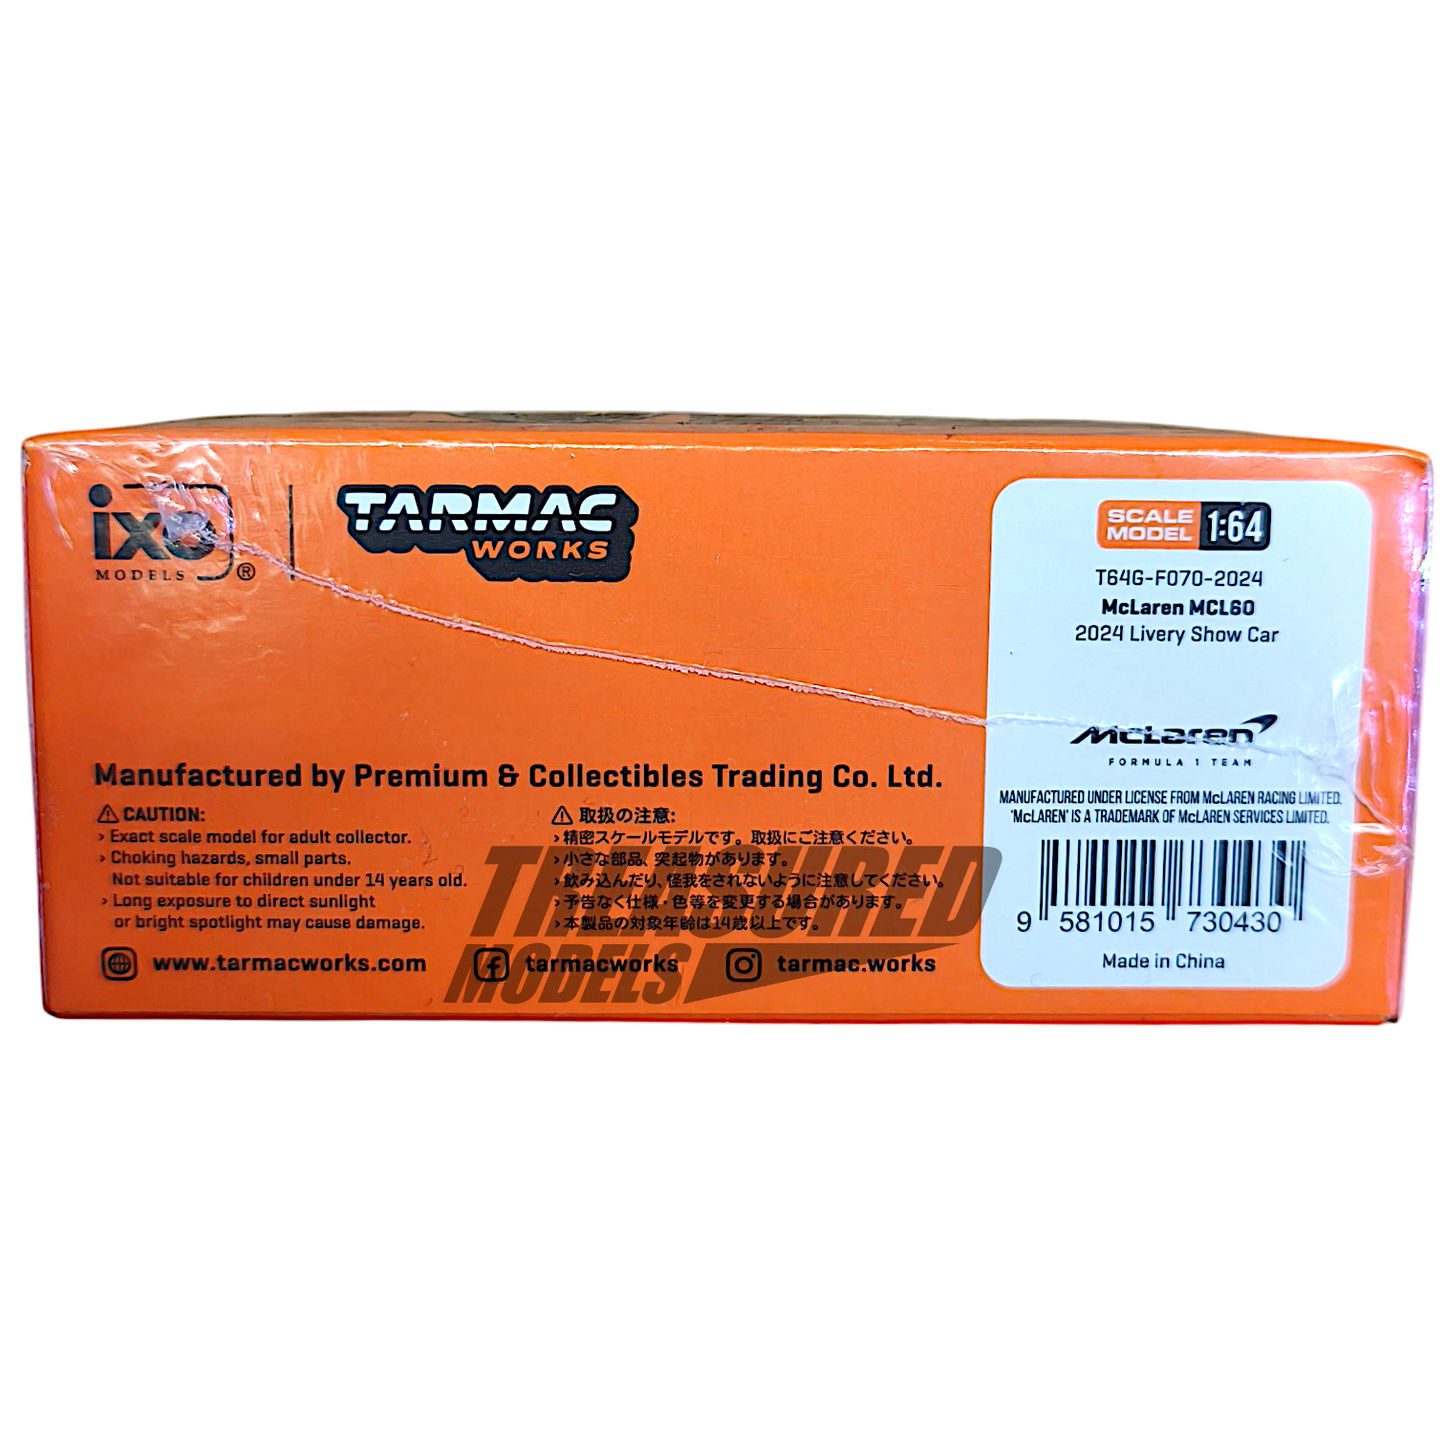 ixo
MODELS ®
TARMAC
WORKS
SCALE
MODEL 1:64
T64G-F070-2024
McLaren MCL60
2024 Livery Show Car
McLaren
FORMULA 1 TEAM
MANUFACTURED UNDER LICENSE FROM McLAREN RACING LIMITED.
'McLAREN' IS A TRADEMARK OF McLAREN SERVICES LIMITED.
9 581015 730430
Made in China
Manufactured by Premium & Collectibles Trading Co. Ltd.
⚠ CAUTION:
› Exact scale model for adult collector.
› Choking hazards, small parts.
Not suitable for children under 14 years old.
› Long exposure to direct sunlight
or bright spotlight may cause damage.
⚠ 取扱の注意:
› 精密スケールモデルです。取扱にご注意ください。
› 小さな部品、突起物があります。
› 飲み込んだり、怪我をされないように注意してください。
› 予告なく仕様・色等を変更する場合があります。
› 本製品の対象年齢は14歳以上です。
www.tarmacworks.com
tarmacworks
tarmac.works
TREASURED
MODELS